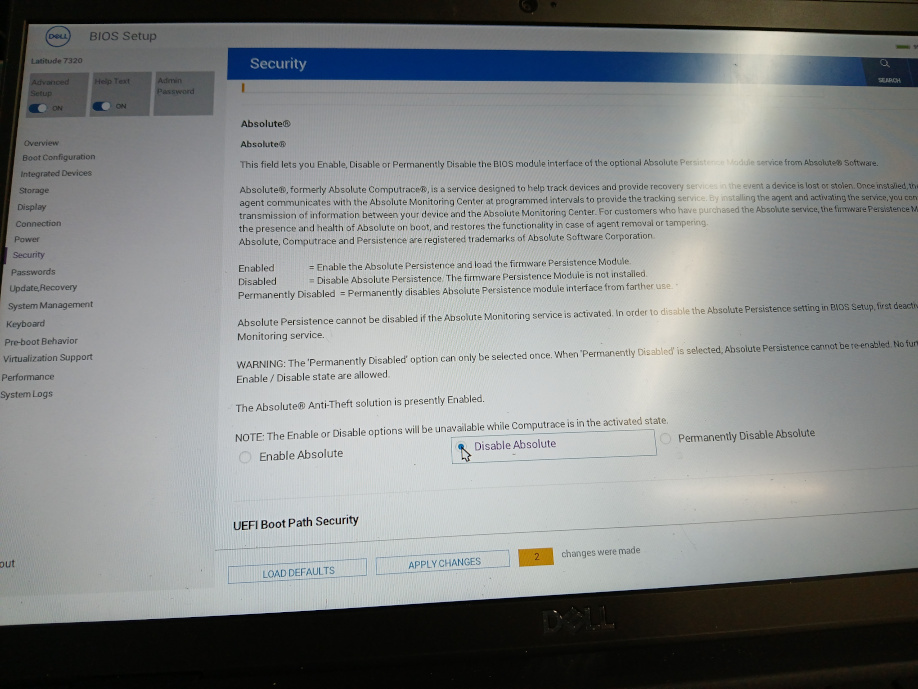 DELL
BIOS Setup
Latitude 7320
Advanced Setup
ON
Help Text
ON
Admin Password
Overview
Boot Configuration
Integrated Devices
Storage
Display
Connection
Power
Security
Passwords
Update,Recovery
System Management
Keyboard
Pre-boot Behavior
Virtualization Support
Performance
System Logs
out
Security
SEARCH
Absolute®
Absolute®
This field lets you Enable, Disable or Permanently Disable the BIOS module interface of the optional Absolute Persistence Module service from Absolute® Software.
Absolute®, formerly Absolute Computrace®, is a service designed to help track devices and provide recovery services in the event a device is lost or stolen. Once installed, the
agent communicates with the Absolute Monitoring Center at programmed intervals to provide the tracking service. By installing the agent and activating the service, you can
transmission of information between your device and the Absolute Monitoring Center. For customers who have purchased the Absolute service, the firmware Persistence M
the presence and health of Absolute on boot, and restores the functionality in case of agent removal or tampering.
Absolute, Computrace and Persistence are registered trademarks of Absolute Software Corporation.
Enabled = Enable the Absolute Persistence and load the firmware Persistence Module.
Disabled = Disable Absolute Persistence. The firmware Persistence Module is not installed.
Permanently Disabled = Permanently disables Absolute Persistence module interface from farther use.
Absolute Persistence cannot be disabled if the Absolute Monitoring service is activated. In order to disable the Absolute Persistence setting in BIOS Setup, first deactiv
Monitoring service.
WARNING: The 'Permanently Disabled' option can only be selected once. When 'Permanently Disabled' is selected, Absolute Persistence cannot be re-enabled. No fur
Enable / Disable state are allowed.
The Absolute® Anti-Theft solution is presently Enabled.
NOTE: The Enable or Disable options will be unavailable while Computrace is in the activated state.
Enable Absolute
Disable Absolute
Permanently Disable Absolute
UEFI Boot Path Security
LOAD DEFAULTS
APPLY CHANGES
2
changes were made
DELL